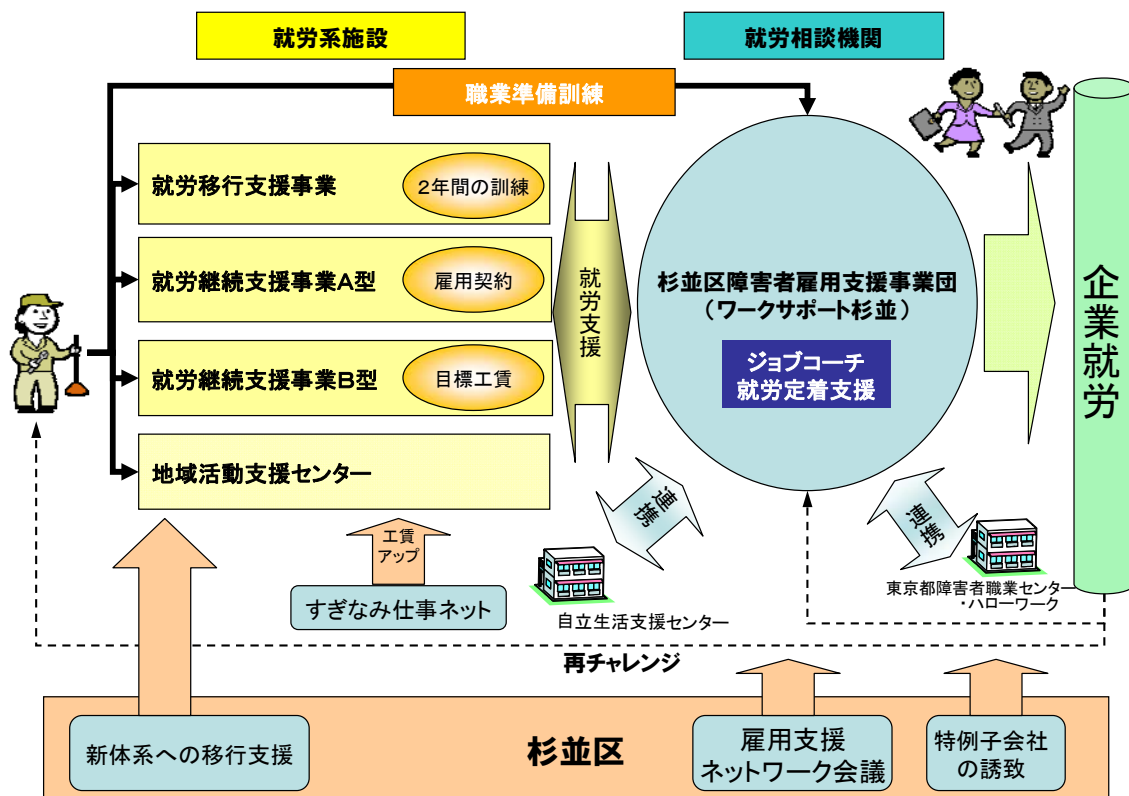 就労系施設
就労相談機関
職業準備訓練
就労移行支援事業
2年間の訓練
就労継続支援事業A型
雇用契約
就労継続支援事業B型
目標工賃
地域活動支援センター
就労支援
杉並区障害者雇用支援事業団
（ワークサポート杉並）
ジョブコーチ
就労定着支援
企業就労
連携
連携
工賃
アップ
すぎなみ仕事ネット
自立生活支援センター
東京都障害者職業センター
・ハローワーク
再チャレンジ
新体系への移行支援
杉並区
雇用支援
ネットワーク会議
特例子会社
の誘致